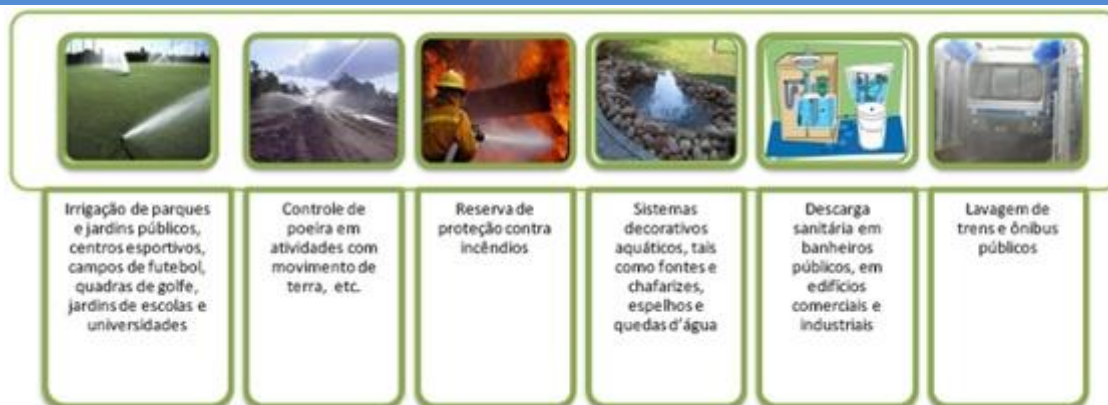 Irrigação de parques
e jardins públicos,
centros esportivos,
campos de futebol,
quadras de golfe,
jardins de escolas e
universidades
Controle de
poeira em
atividades com
movimento de
terra, etc.
Reserva de
proteção contra
incêndios
Sistemas
decorativos
aquáticos, tais
como fontes e
chafarizes,
espelhos e
quedas d'água
Descarga
sanitária em
banheiros
públicos, em
edifícios
comerciais e
industriais
Lavagem de
trens e ônibus
públicos